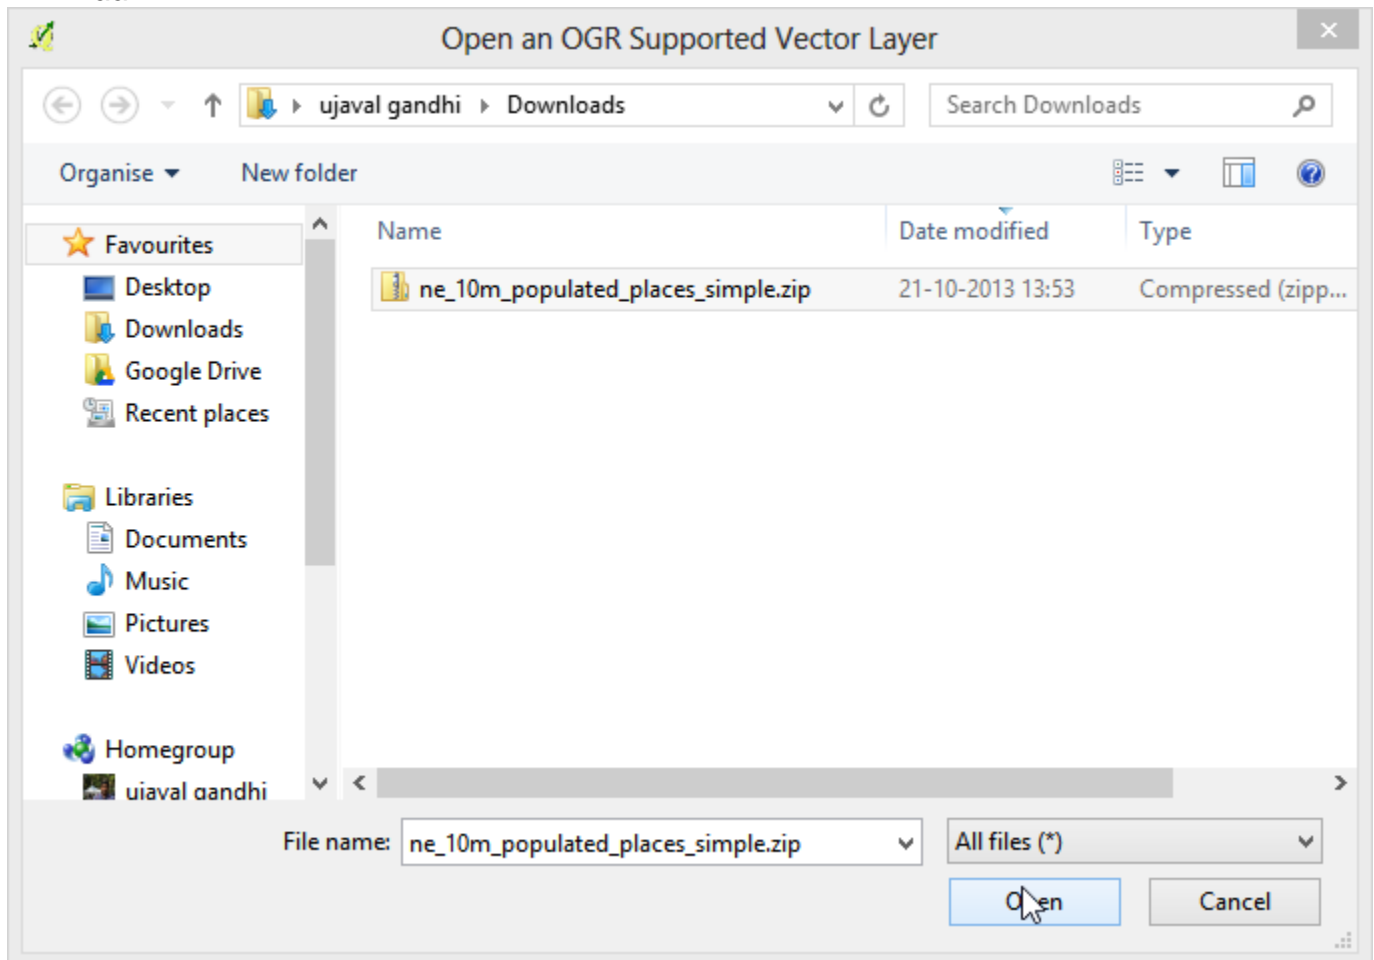 Open an OGR Supported Vector Layer
ujaval gandhi Downloads
Search Downloads
Organise
New folder
Name
Date modified
Type
Favourites
Desktop
Downloads
Google Drive
Recent places
Libraries
Documents
Music
Pictures
Videos
Homegroup
ujaval gandhi
ne_10m_populated_places_simple.zip 21-10-2013 13:53 Compressed (zipp...
File name: ne_10m_populated_places_simple.zip
All files (*)
Open
Cancel